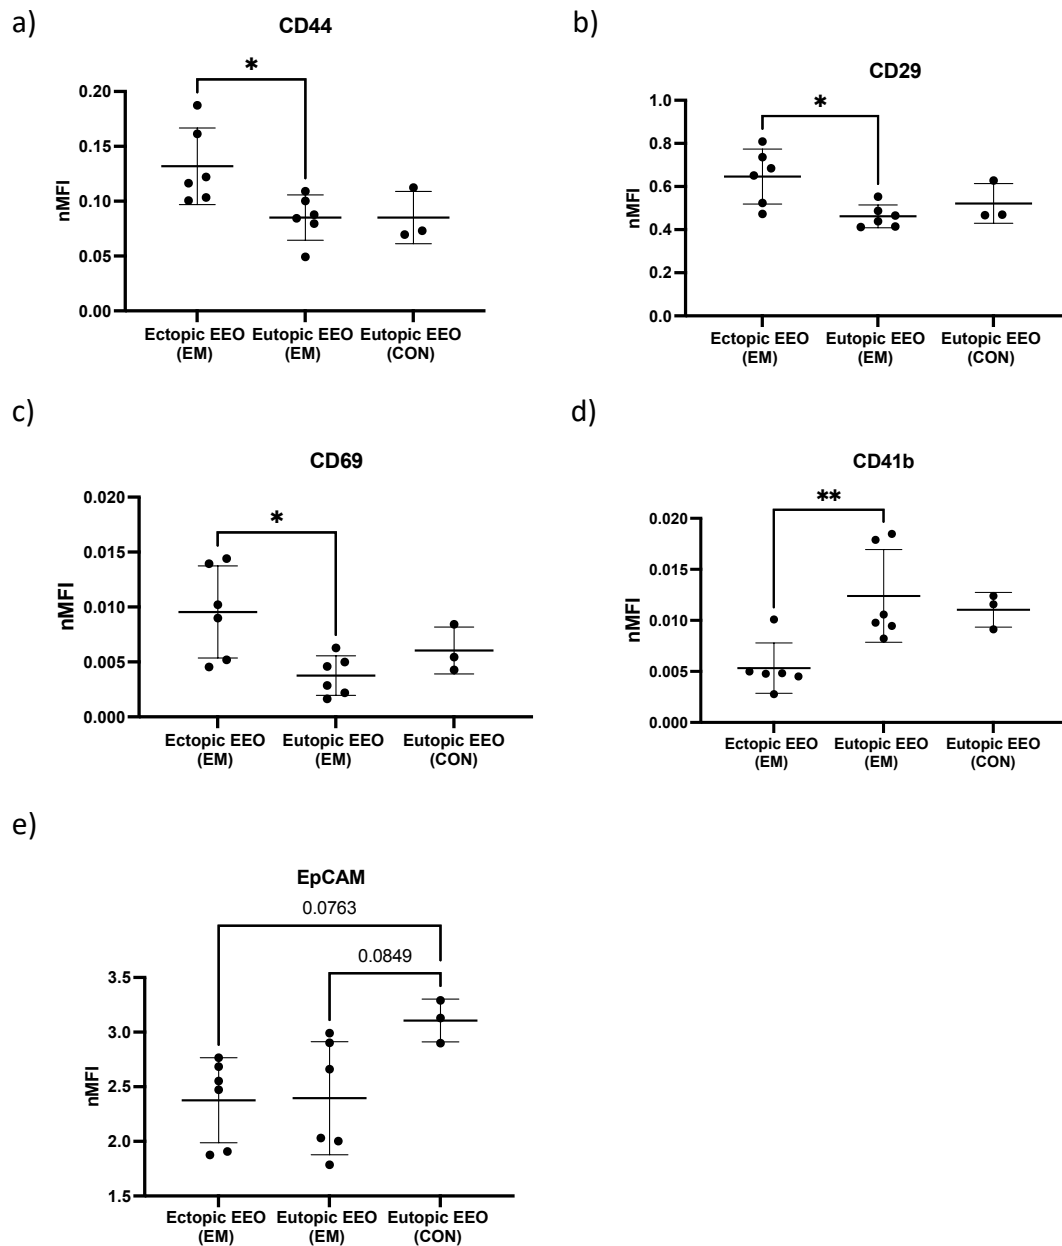 a)
CD44
*
nMFI
0.20
0.15
0.10
0.05
0.00
Ectopic EEO
(EM)
Eutopic EEO
(EM)
Eutopic EEO
(CON)
b)
CD29
*
nMFI
1.0
0.8
0.6
0.4
0.2
0.0
Ectopic EEO
(EM)
Eutopic EEO
(EM)
Eutopic EEO
(CON)
c)
CD69
*
nMFI
0.020
0.015
0.010
0.005
0.000
Ectopic EEO
(EM)
Eutopic EEO
(EM)
Eutopic EEO
(CON)
d)
CD41b
**
nMFI
0.020
0.015
0.010
0.005
0.000
Ectopic EEO
(EM)
Eutopic EEO
(EM)
Eutopic EEO
(CON)
e)
EpCAM
0.0763
0.0849
nMFI
3.5
3.0
2.5
2.0
1.5
Ectopic EEO
(EM)
Eutopic EEO
(EM)
Eutopic EEO
(CON)